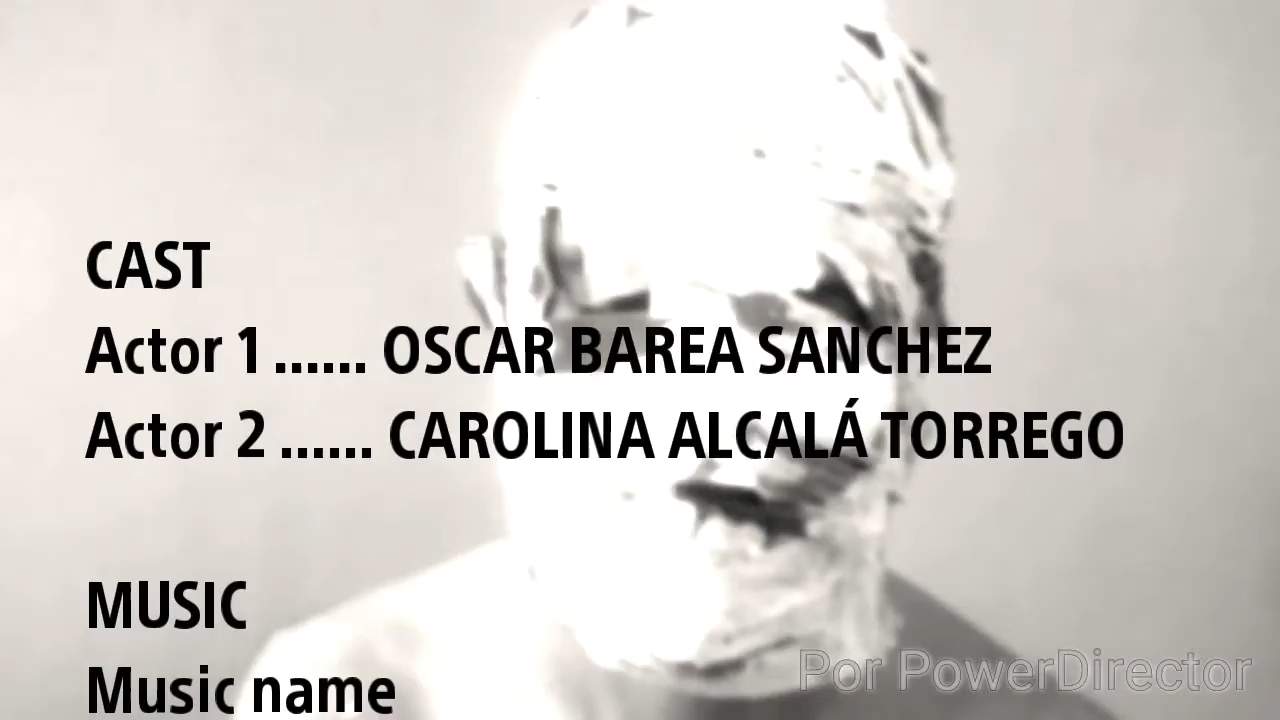 CAST
Actor 1 ...... OSCAR BAREA SANCHEZ
Actor 2 ...... CAROLINA ALCALÁ TORREGO
MUSIC
Music name
Por PowerDirector